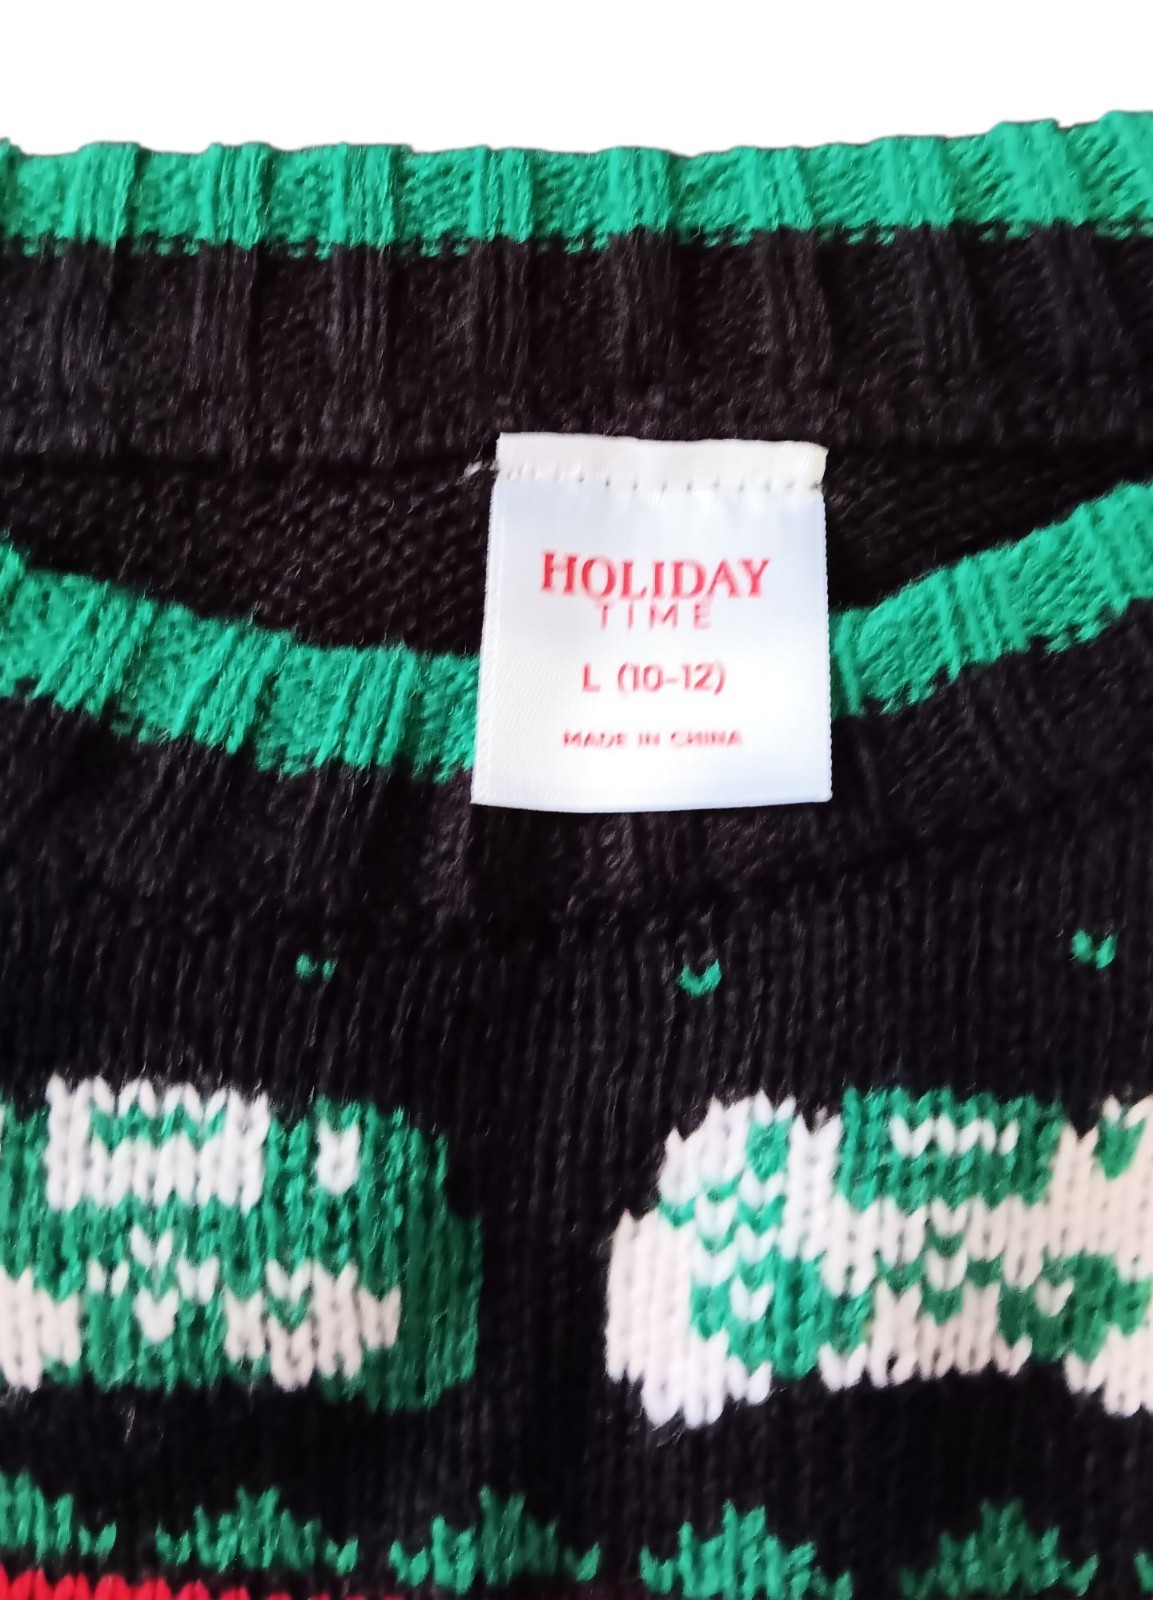 HOLIDAY
TIME
L (10-12)
MADE IN CHINA